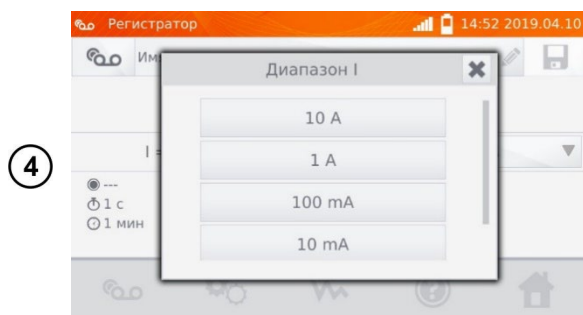 Регистратор
14:52 2019.04.10
Им
Диапазон I
10 A
I =
1 A
4
---
1 с
100 mA
1 мин
10 mA